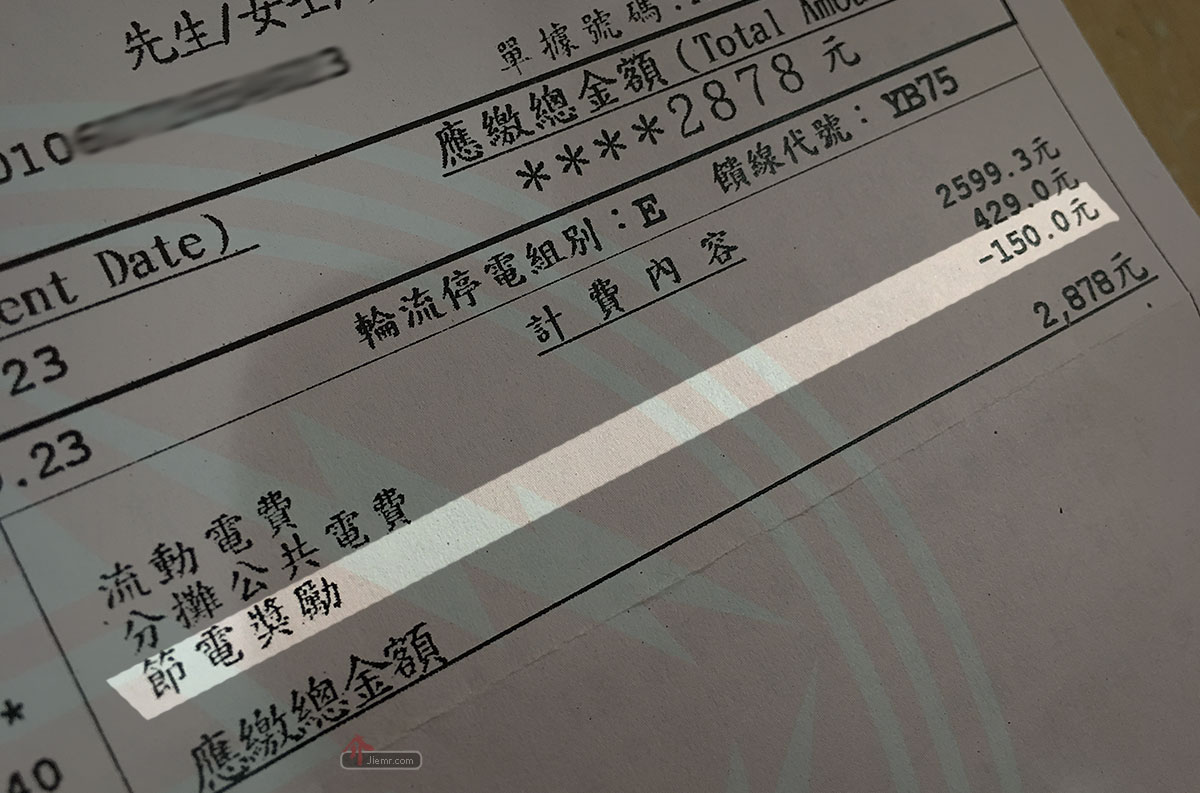 先生/女士/
單據號碼:
010
應繳總金額(Total Amou
****2878 元
ent Date)
輪流停電組別:E 饋線代號:YB75
23
計費內容
.23
流動電費 2599.3元
分攤公共電費 429.0元
節電獎勵 -150.0元
應繳總金額 2,878元
*
40
Jiemr.com